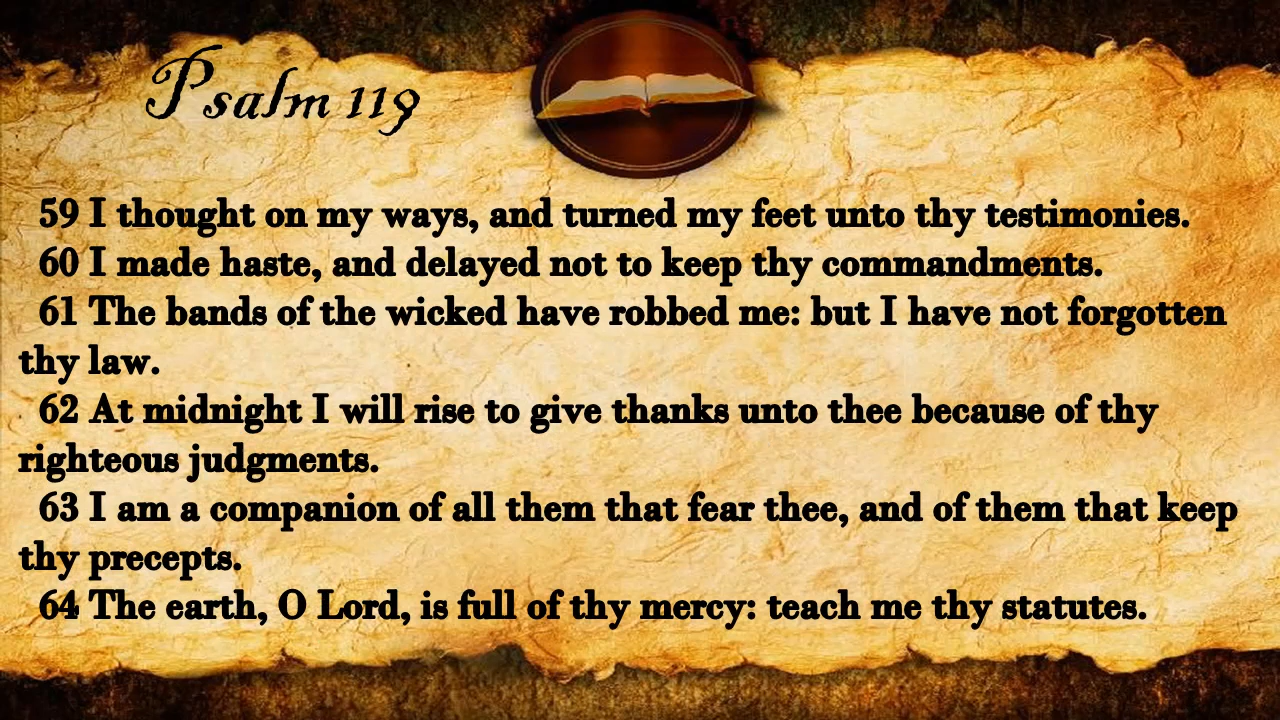 Psalm 119
59 I thought on my ways, and turned my feet unto thy testimonies.
60 I made haste, and delayed not to keep thy commandments.
61 The bands of the wicked have robbed me: but I have not forgotten
thy law.
62 At midnight I will rise to give thanks unto thee because of thy
righteous judgments.
63 I am a companion of all them that fear thee, and of them that keep
thy precepts.
64 The earth, O Lord, is full of thy mercy: teach me thy statutes.